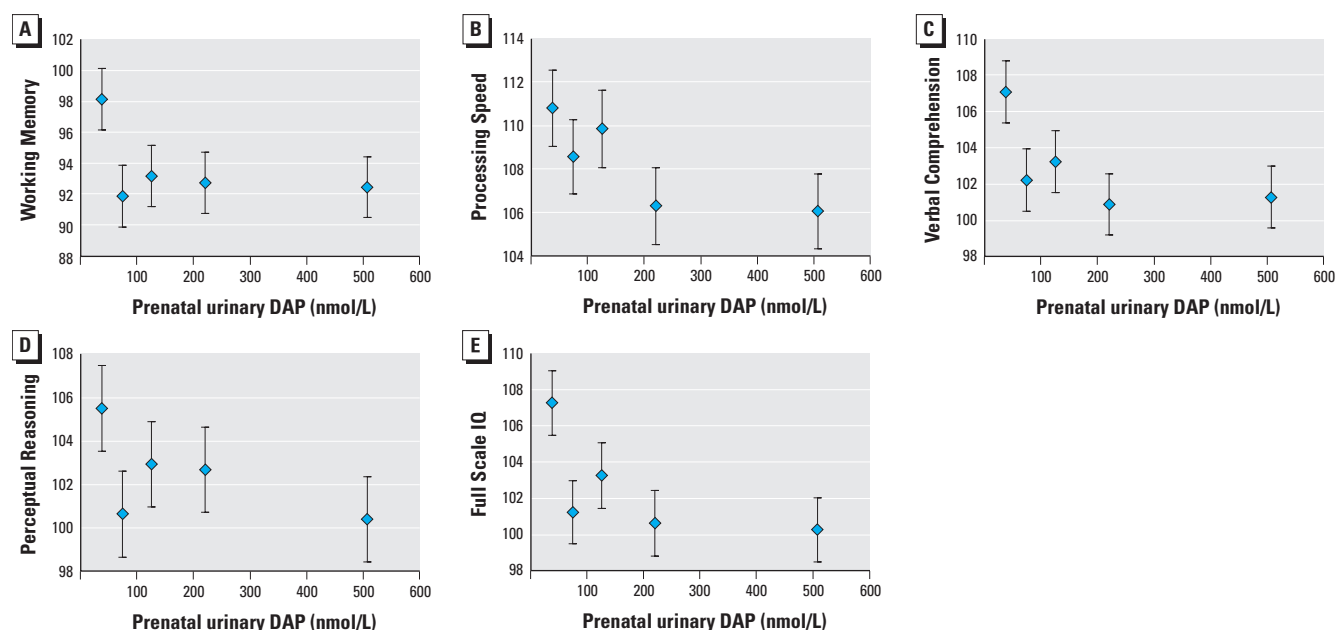 A
Working Memory
102
100
98
96
94
92
90
88
100 200 300 400 500 600
Prenatal urinary DAP (nmol/L)
B
Processing Speed
114
112
110
108
106
104
100 200 300 400 500 600
Prenatal urinary DAP (nmol/L)
C
Verbal Comprehension
110
108
106
104
102
100
98
100 200 300 400 500 600
Prenatal urinary DAP (nmol/L)
D
Perceptual Reasoning
108
106
104
102
100
98
100 200 300 400 500 600
Prenatal urinary DAP (nmol/L)
E
Full Scale IQ
110
108
106
104
102
100
98
100 200 300 400 500 600
Prenatal urinary DAP (nmol/L)